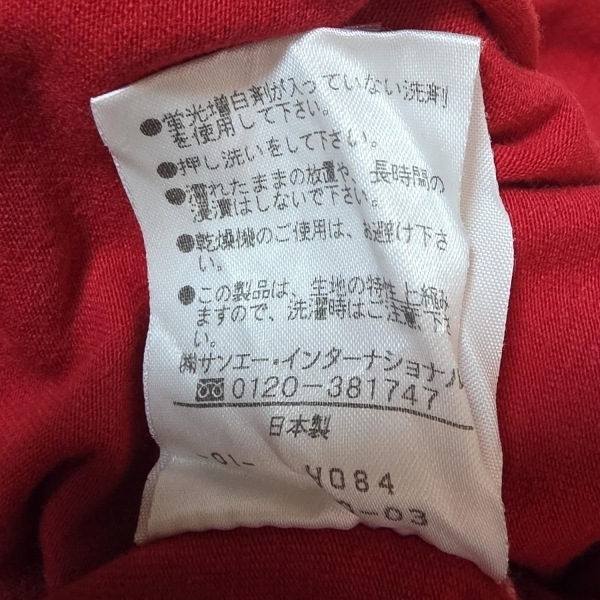 ●蛍光増白剤が入っていない洗剤
を使用して下さい。
●押し洗いをして下さい。
●濡れたままの放置や、長時間の
浸漬はしないで下さい。
●乾燥機のご使用は、お避け下さ
い。
●この製品は、生地の特性上縮み
ますので、洗濯時はご注意下さ
い。
㈱サンエー・インターナショナル
0120-381747
日本製
-01-
V084
-03